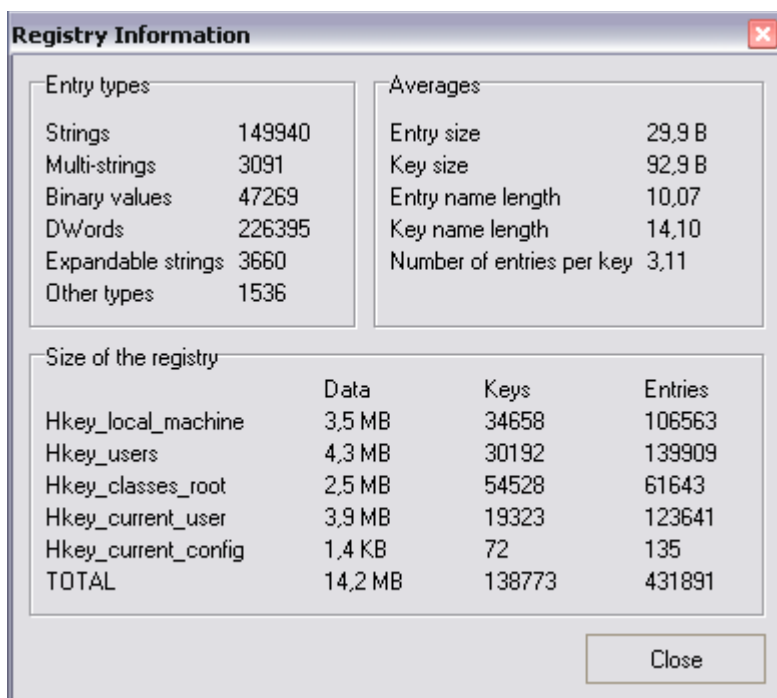 Registry Information
Entry types
Strings 149940
Multi-strings 3091
Binary values 47269
DWords 226395
Expandable strings 3660
Other types 1536
Averages
Entry size 29,9 B
Key size 92,9 B
Entry name length 10,07
Key name length 14,10
Number of entries per key 3,11
Size of the registry
Data Keys Entries
Hkey_local_machine 3,5 MB 34658 106563
Hkey_users 4,3 MB 30192 139909
Hkey_classes_root 2,5 MB 54528 61643
Hkey_current_user 3,9 MB 19323 123641
Hkey_current_config 1,4 KB 72 135
TOTAL 14,2 MB 138773 431891
Close